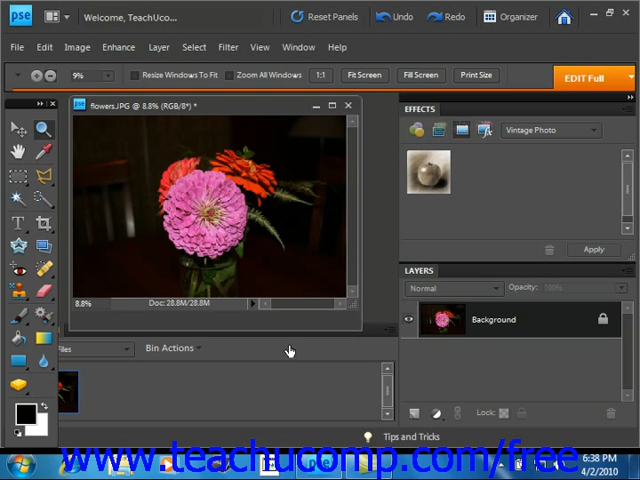 pse Welcome, TeachUco... Reset Panels Undo Redo Organizer
File Edit Image Enhance Layer Select Filter View Window Help
9% Resize Windows To Fit Zoom All Windows 1:1 Fit Screen Fill Screen Print Size EDIT Full
flowers.JPG @ 8.8% (RGB/8*) *
EFFECTS
Vintage Photo
Apply
LAYERS
Normal Opacity: 100%
Background
8.8% Doc: 28.8M/28.8M
Files Bin Actions
Lock:
Tips and Tricks
www.teachucomp.com/free
6:38 PM
4/2/2010